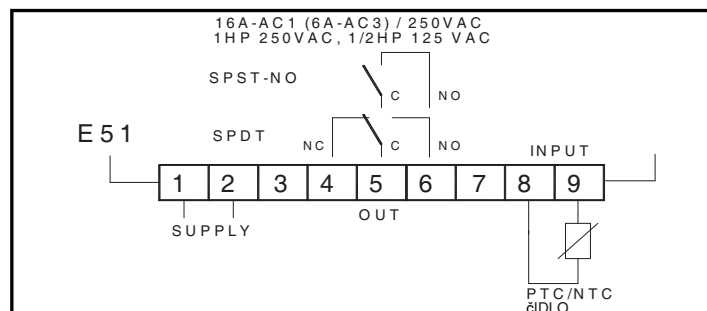 16A-AC1 (6A-AC3) / 250VAC
1HP 250VAC, 1/2HP 125 VAC
SPST-NO
C NO
E51
SPDT
NC C NO
INPUT
1 2 3 4 5 6 7 8 9
OUT
SUPPLY
PTC/NTC
čIDLO